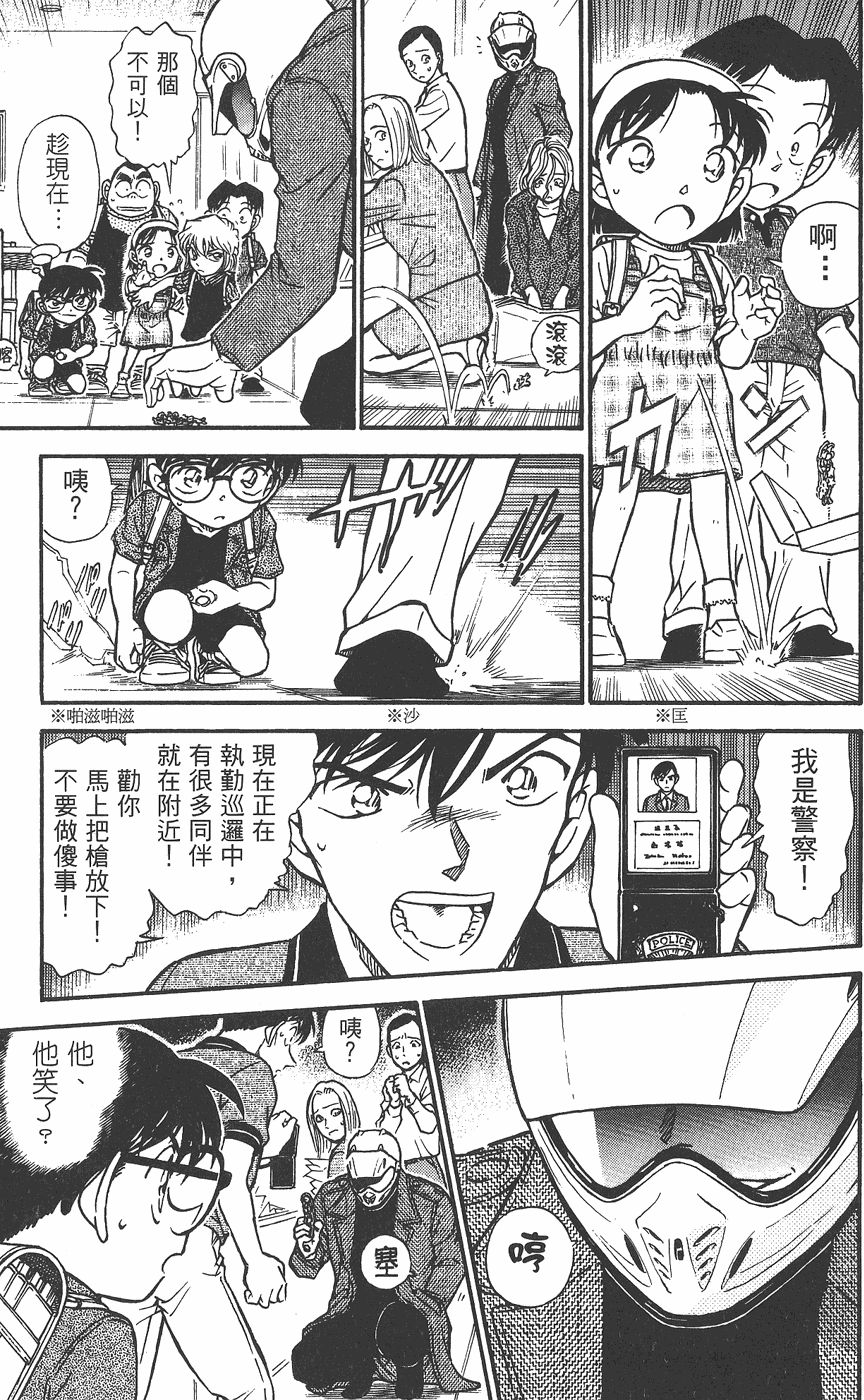 啊…
滾
滾
那個
不可以！
趁現在…
喀
咦？
※匡
※沙
※啪滋啪滋
我是警察！
POLICE
現在正在
執勤巡邏中，
有很多同伴
就在附近！
勸你
馬上把槍放下！
不要做傻事！
哼
咦？
塞
他、
他笑了？